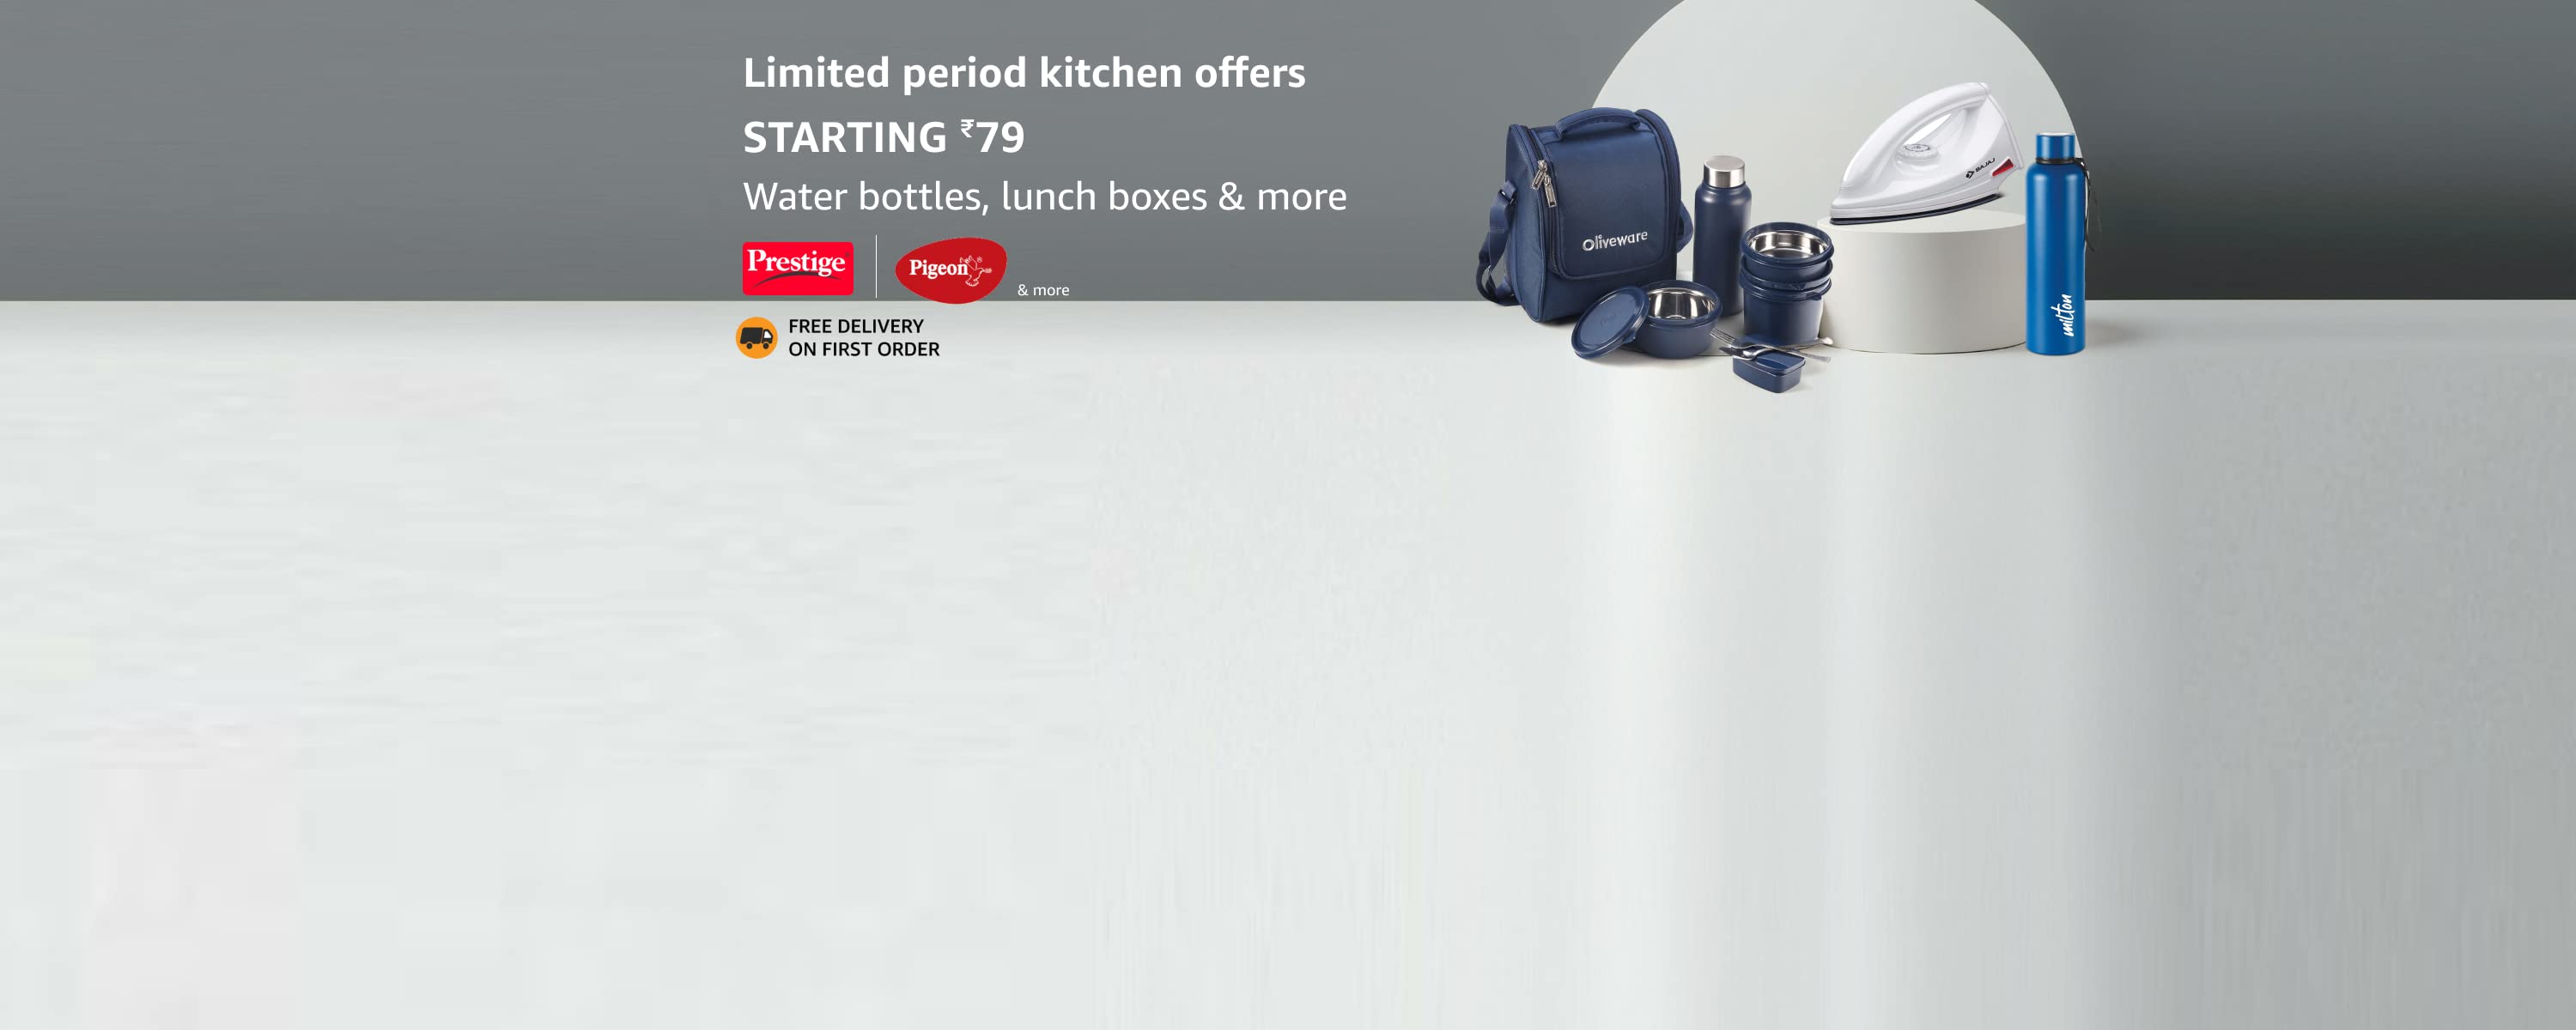 Limited period kitchen offers
STARTING ₹79
Water bottles, lunch boxes & more
Prestige
Pigeon®
& more
FREE DELIVERY
ON FIRST ORDER
Oliveware
BAJAJ
milton